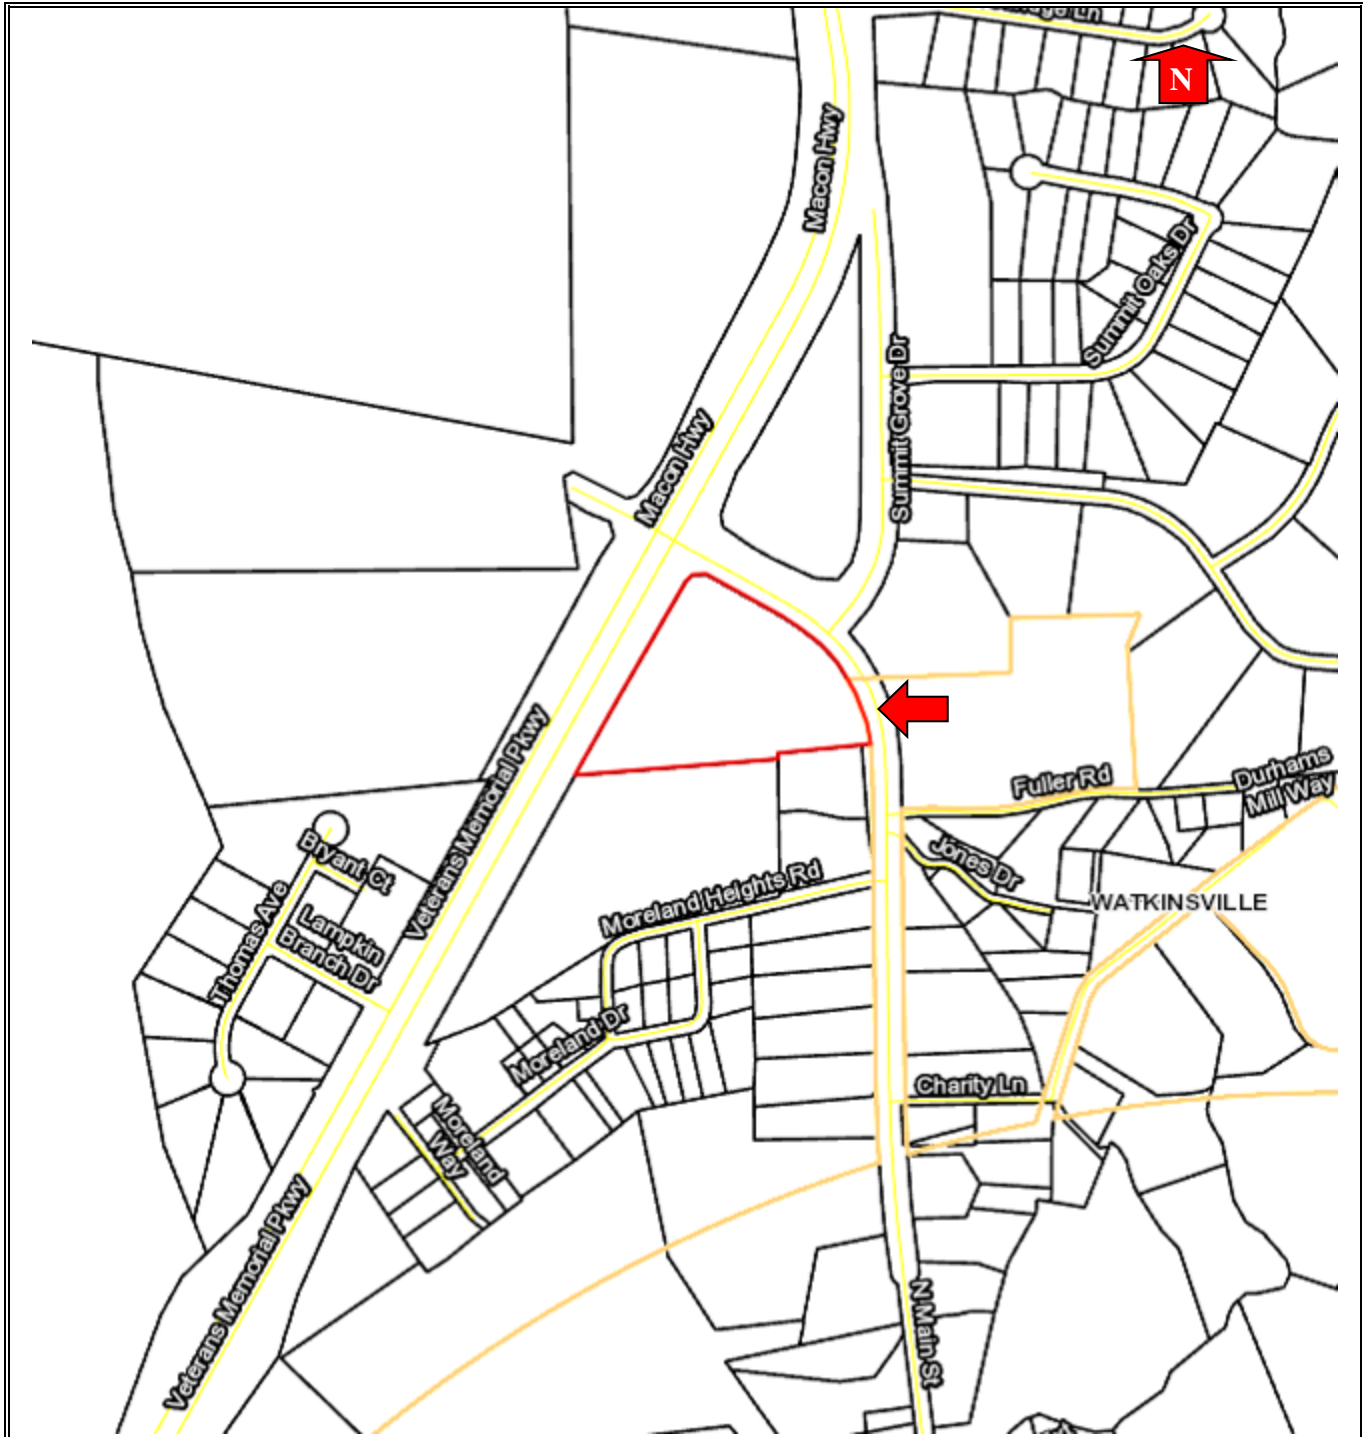 N
Macon Hwy
Summit Oaks Dr
Summit Grove Dr
Macon Hwy
Veterans Memorial Pkwy
Fuller Rd
Durhams
Mill Way
Bryant Ct
Jones Dr
Thomas Ave
Lampkin
Branch Dr
Moreland Heights Rd
WATKINSVILLE
Moreland Dr
Charity Ln
Moreland
Way
Veterans Memorial Pkwy
N Main St